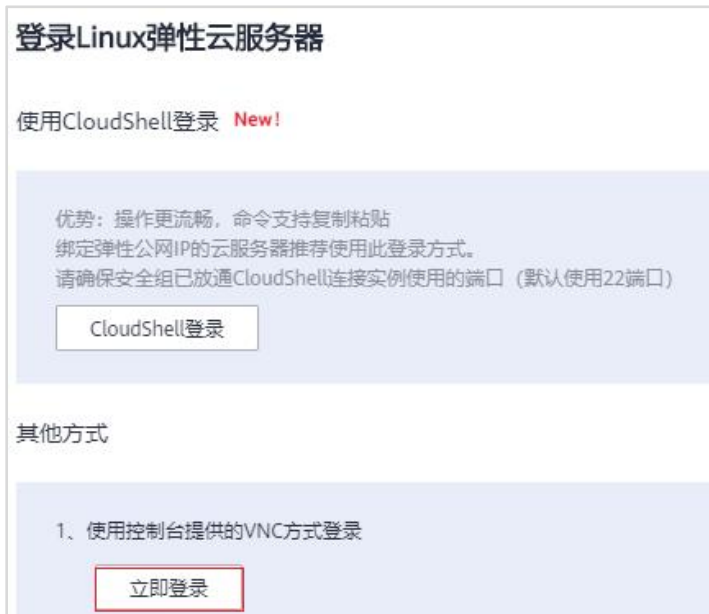 登录Linux弹性云服务器
使用CloudShell登录 New!
优势：操作更流畅，命令支持复制粘贴
绑定弹性公网IP的云服务器推荐使用此登录方式。
请确保安全组已放通CloudShell连接实例使用的端口（默认使用22端口）
CloudShell登录
其他方式
1、使用控制台提供的VNC方式登录
立即登录